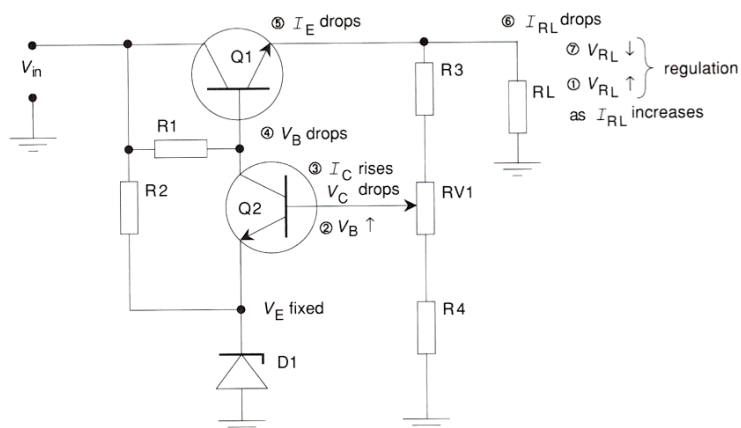 ⑤ I_E drops
⑥ I_RL drops
V_in
Q1
⑦ V_RL ↓
① V_RL ↑
regulation
R3
RL
as I_RL increases
R1
④ V_B drops
③ I_C rises
V_C drops
R2
Q2
RV1
② V_B ↑
V_E fixed
R4
D1